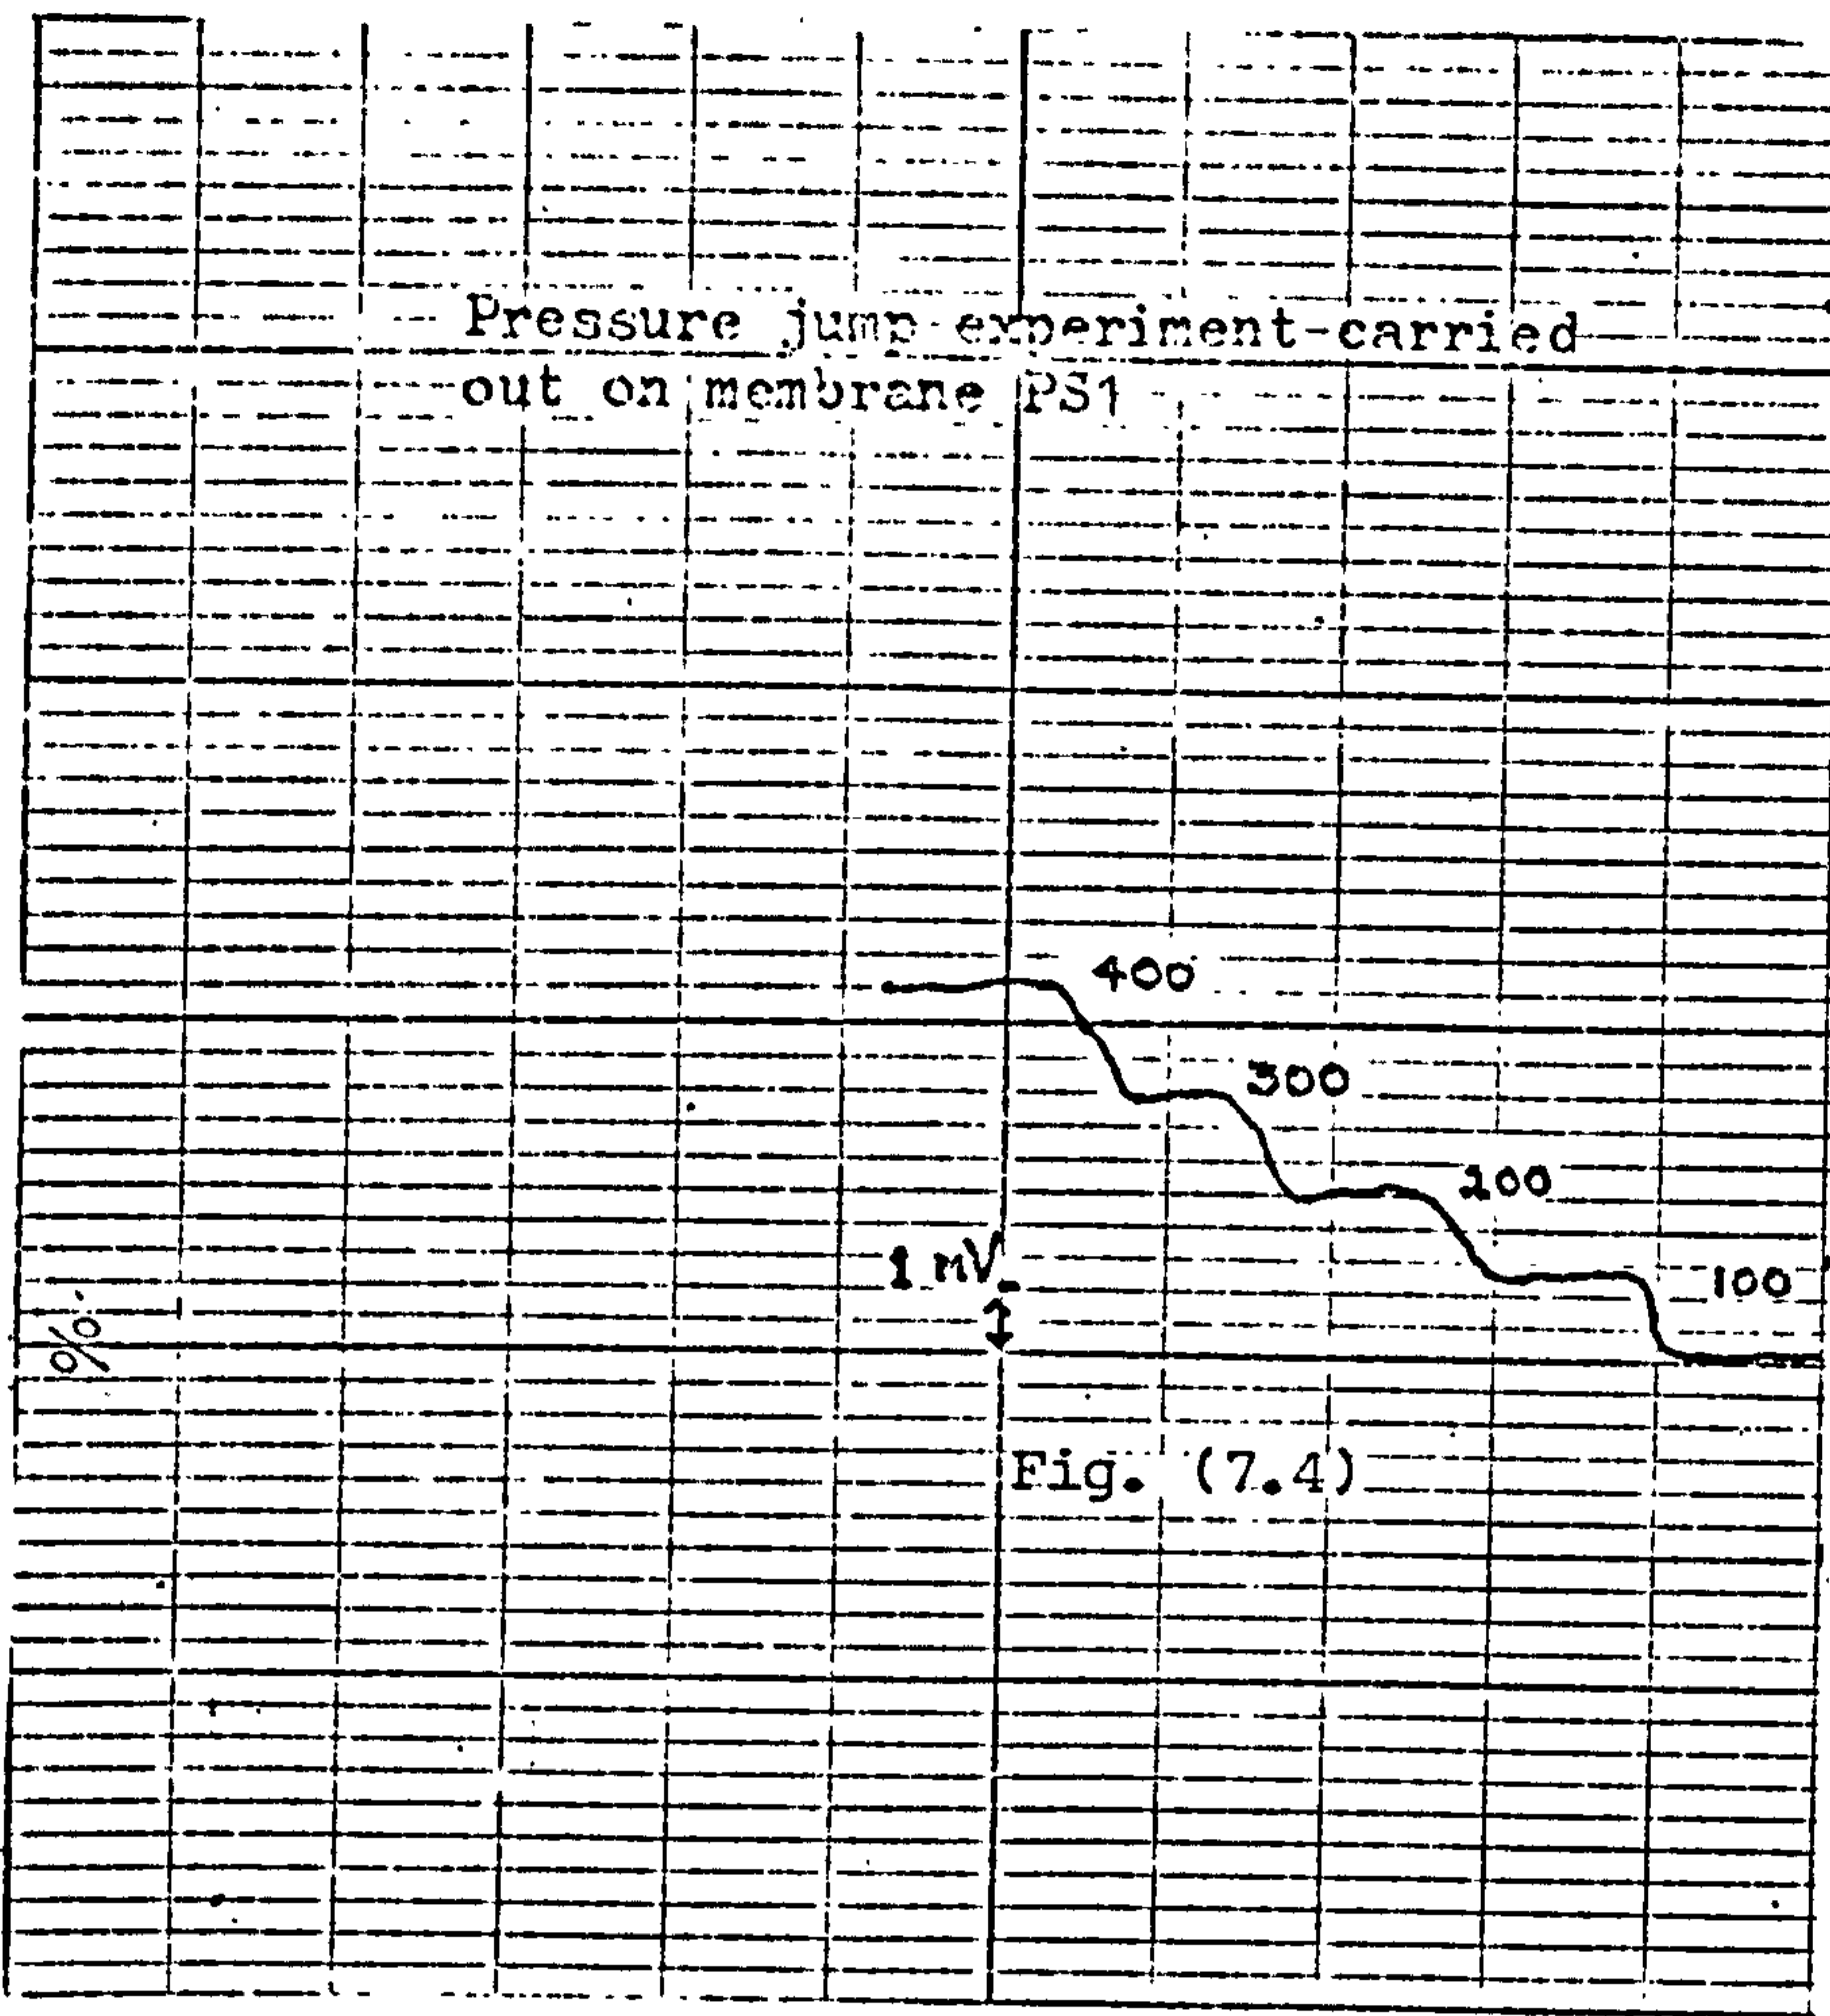 Pressure jump experiment carried
out on membrane PS1
400
300
200
1 mV.
100
%
Fig. (7.4)